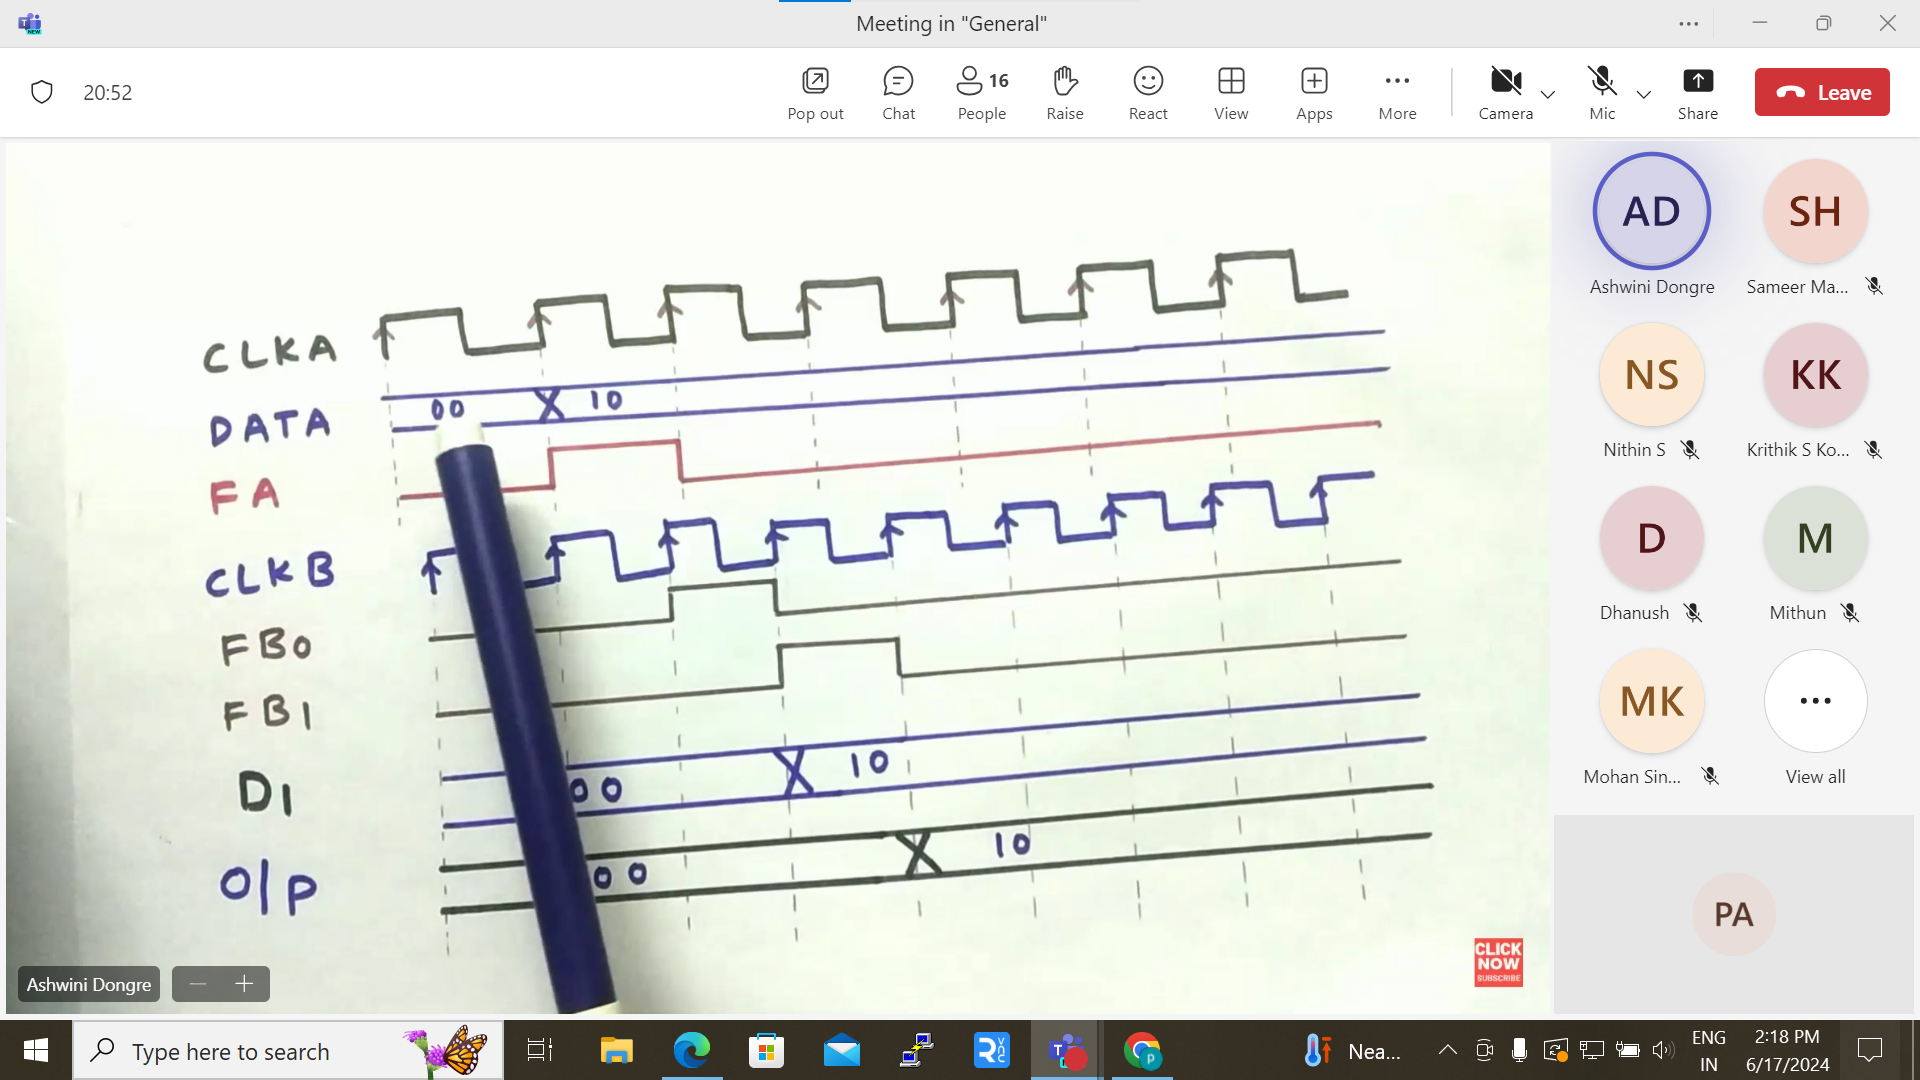 Meeting in "General"
NEW
20:52
Pop out
Chat
16
People
Raise
React
View
Apps
More
Camera
Mic
Share
Leave
CLKA
DATA
00 X 10
FA
CLKB
FB0
FB1
D1
00 X 10
O/P
00 X 10
CLICK
NOW
SUBSCRIBE
Ashwini Dongre
AD
Ashwini Dongre
SH
Sameer Ma...
NS
Nithin S
KK
Krithik S Ko...
D
Dhanush
M
Mithun
MK
Mohan Sin...
View all
PA
Type here to search
Nea...
ENG
IN
2:18 PM
6/17/2024